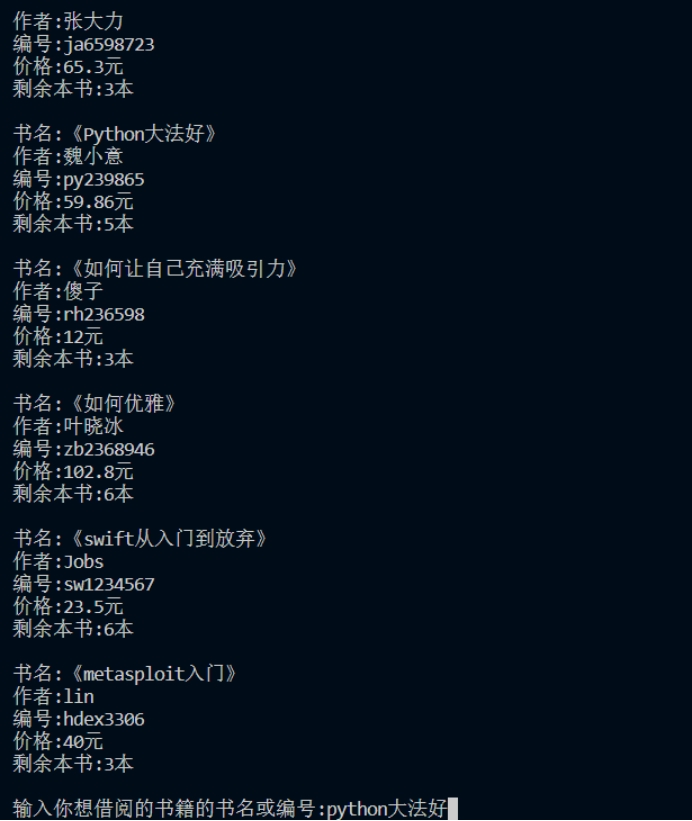 作者:张大力
编号:ja6598723
价格:65.3元
剩余本书:3本
书名:《Python大法好》
作者:魏小意
编号:py239865
价格:59.86元
剩余本书:5本
书名:《如何让自己充满吸引力》
作者:傻子
编号:rh236598
价格:12元
剩余本书:3本
书名:《如何优雅》
作者:叶晓冰
编号:zb2368946
价格:102.8元
剩余本书:6本
书名:《swift从入门到放弃》
作者:Jobs
编号:sw1234567
价格:23.5元
剩余本书:6本
书名:《metasploit入门》
作者:lin
编号:hdex3306
价格:40元
剩余本书:3本
输入你想借阅的书籍的书名或编号:python大法好